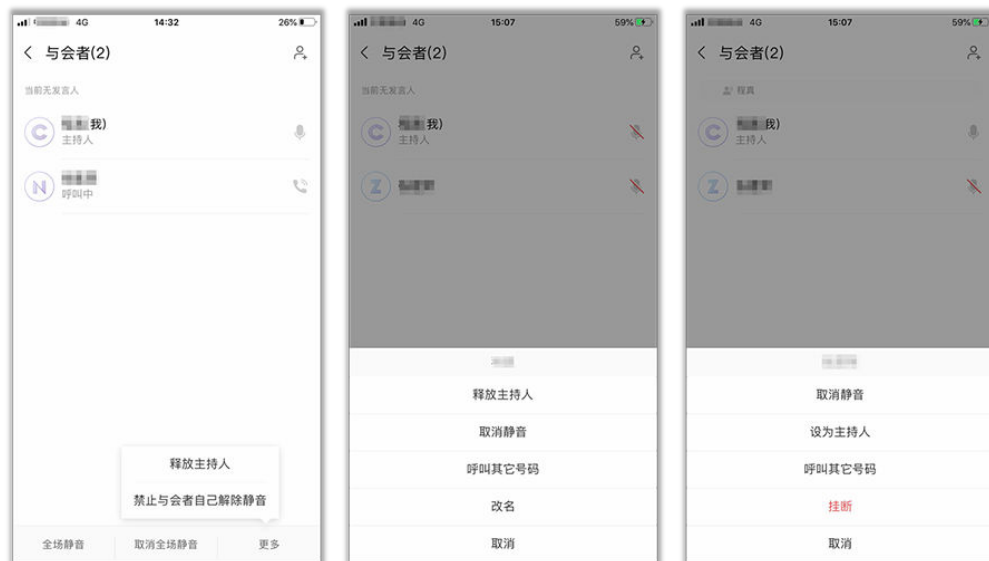 4G 14:32 26%
与会者(2)
当前无发言人
C 我)
主持人
N
呼叫中
释放主持人
禁止与会者自己解除静音
全场静音 取消全场静音 更多
4G 15:07 59%
与会者(2)
当前无发言人
C 我)
主持人
Z
释放主持人
取消静音
呼叫其它号码
改名
取消
4G 15:07 59%
与会者(2)
程真
C 我)
主持人
Z
取消静音
设为主持人
呼叫其它号码
挂断
取消